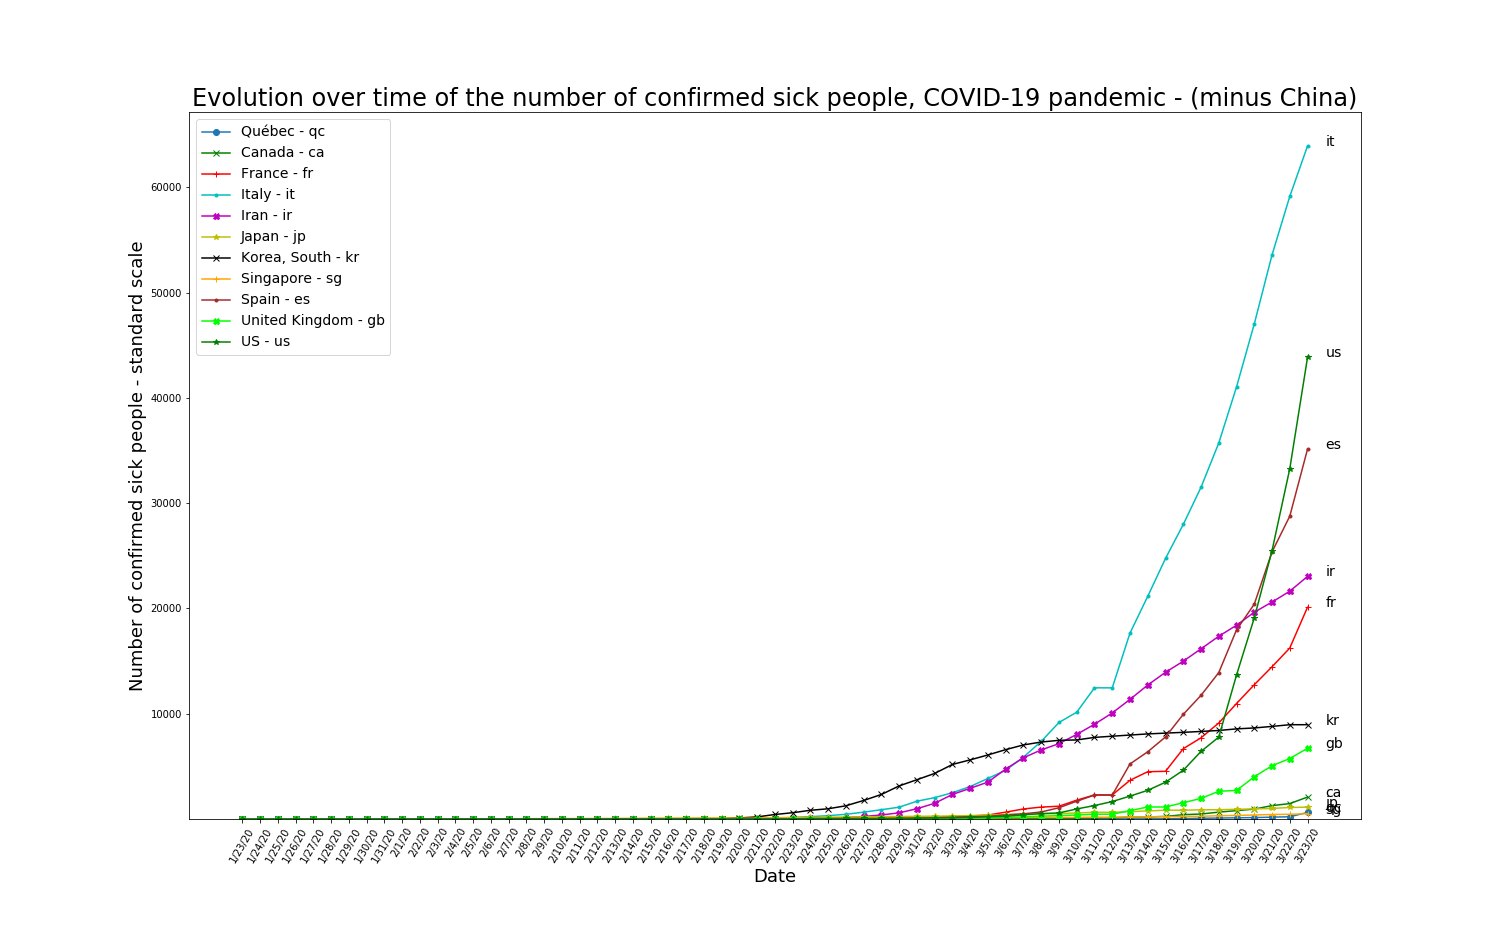 Evolution over time of the number of confirmed sick people, COVID-19 pandemic - (minus China)
Québec - qc
Canada - ca
France - fr
Italy - it
Iran - ir
Japan - jp
Korea, South - kr
Singapore - sg
Spain - es
United Kingdom - gb
US - us
Number of confirmed sick people - standard scale
60000
50000
40000
30000
20000
10000
it
us
es
ir
fr
kr
gb
ca
jp
sg
1/23/20
1/24/20
1/25/20
1/26/20
1/27/20
1/28/20
1/29/20
1/30/20
1/31/20
2/1/20
2/2/20
2/3/20
2/4/20
2/5/20
2/6/20
2/7/20
2/8/20
2/9/20
2/10/20
2/11/20
2/12/20
2/13/20
2/14/20
2/15/20
2/16/20
2/17/20
2/18/20
2/19/20
2/20/20
2/21/20
2/22/20
2/23/20
2/24/20
2/25/20
2/26/20
2/27/20
2/28/20
2/29/20
3/1/20
3/2/20
3/3/20
3/4/20
3/5/20
3/6/20
3/7/20
3/8/20
3/9/20
3/10/20
3/11/20
3/12/20
3/13/20
3/14/20
3/15/20
3/16/20
3/17/20
3/18/20
3/19/20
3/20/20
3/21/20
3/22/20
3/23/20
Date